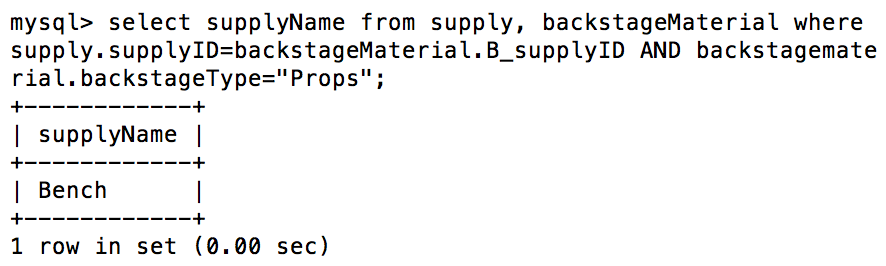 mysql> select supplyName from supply, backstageMaterial where
supply.supplyID=backstageMaterial.B_supplyID AND backstagemate
rial.backstageType="Props";
+------------+
| supplyName |
+------------+
| Bench      |
+------------+
1 row in set (0.00 sec)